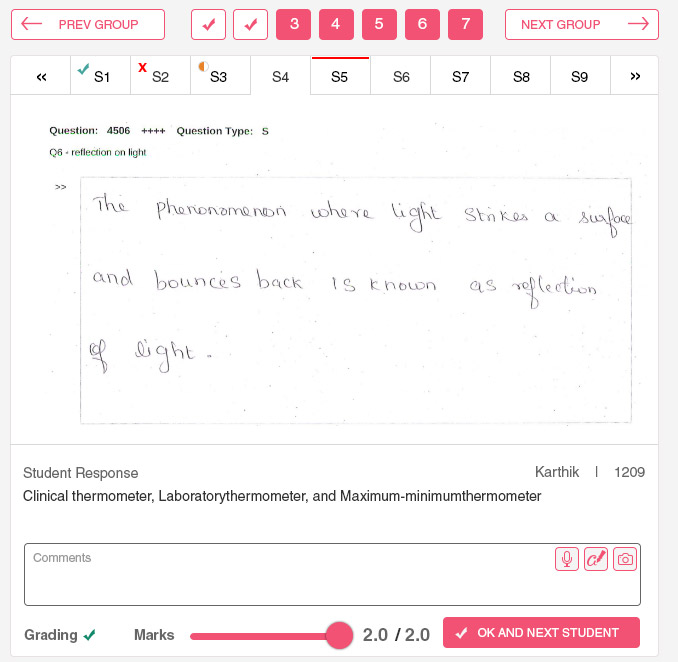 PREV GROUP 3 4 5 6 7 NEXT GROUP
« S1 X S2 S3 S4 S5 S6 S7 S8 S9 »
Question: 4506 ++++ Question Type: S
Q6 - reflection on light
>>
The phenonomenon where light strikes a surface
and bounces back is known as reflection
of light.
Student Response Karthik | 1209
Clinical thermometer, Laboratorythermometer, and Maximum-minimumthermometer
Comments
Grading Marks 2.0 / 2.0 OK AND NEXT STUDENT